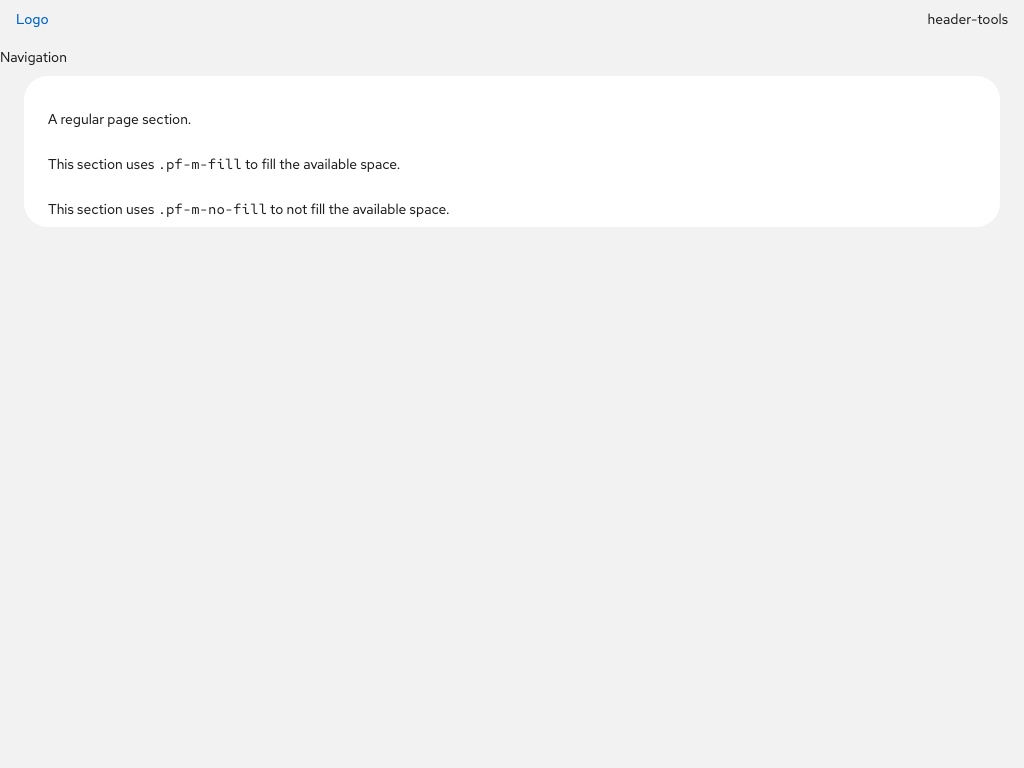 Logo
header-tools
Navigation
A regular page section.
This section uses .pf-m-fill to fill the available space.
This section uses .pf-m-no-fill to not fill the available space.